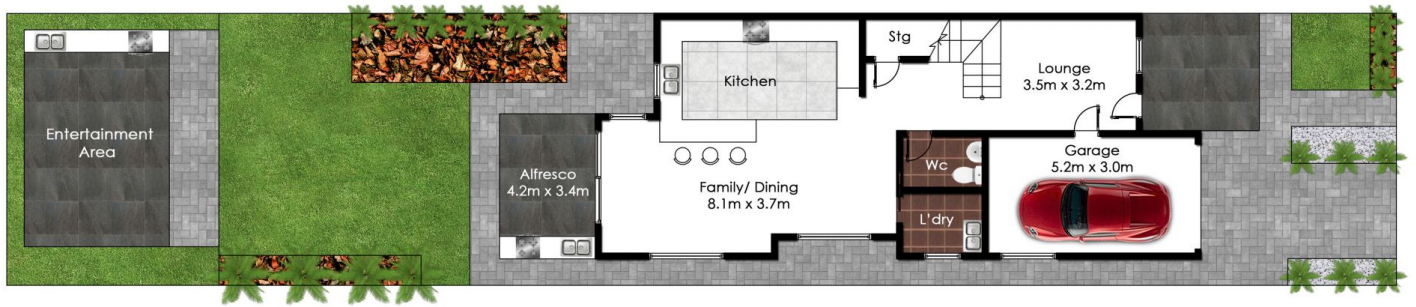 Entertainment
Area
Alfresco
4.2m x 3.4m
Kitchen
Family/ Dining
8.1m x 3.7m
Stg
Lounge
3.5m x 3.2m
Wc
L'dry
Garage
5.2m x 3.0m